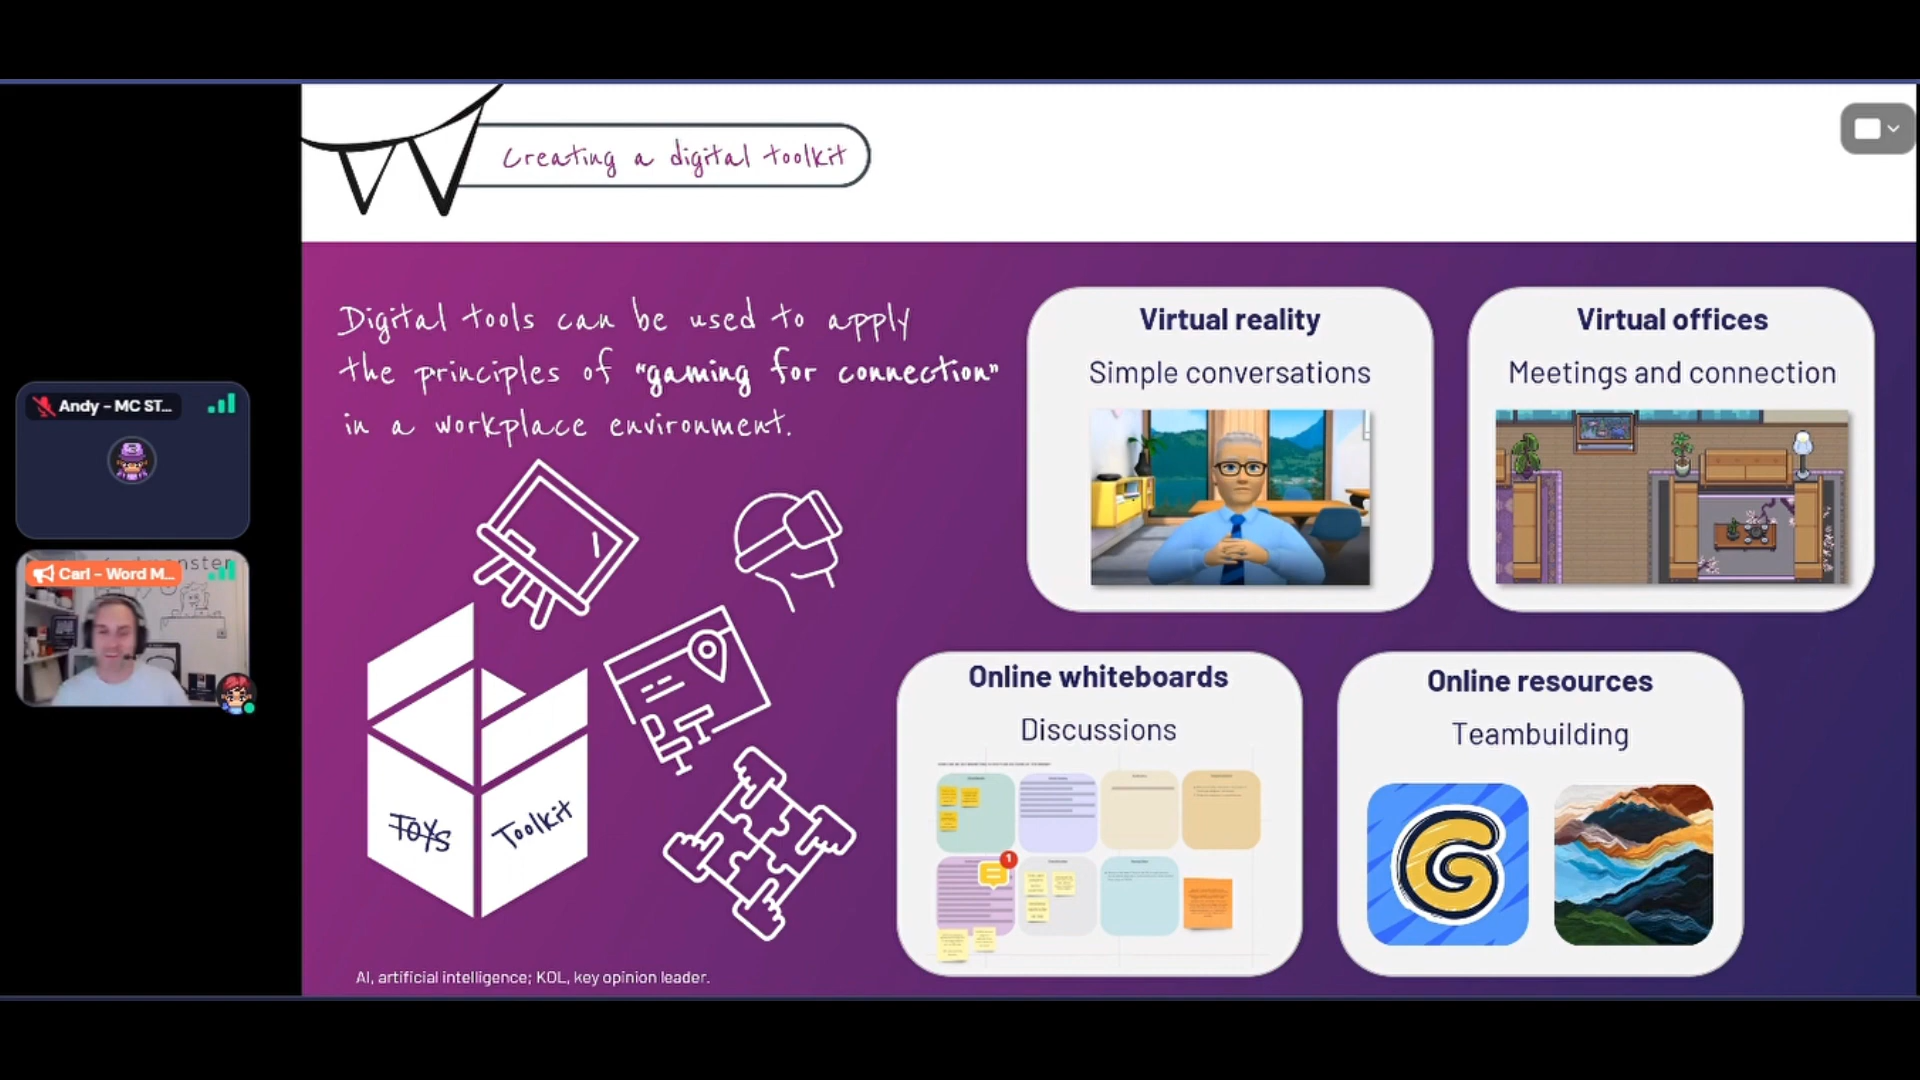 Creating a digital toolkit
Digital tools can be used to apply
the principles of "gaming for connection"
in a workplace environment.
Virtual reality
Simple conversations
Virtual offices
Meetings and connection
Andy - MC ST...
Carl - Word M...
Online whiteboards
Discussions
1
Online resources
Teambuilding
G
TOYS
Toolkit
AI, artificial intelligence; KOL, key opinion leader.